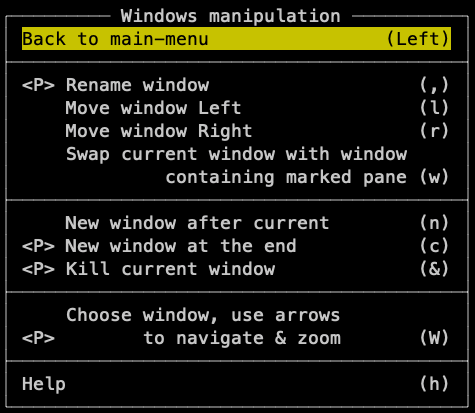 Windows manipulation
Back to main-menu (Left)
<P> Rename window (,)
Move window Left (l)
Move window Right (r)
Swap current window with window
containing marked pane (w)
New window after current (n)
<P> New window at the end (c)
<P> Kill current window (&)
Choose window, use arrows
<P> to navigate & zoom (W)
Help (h)